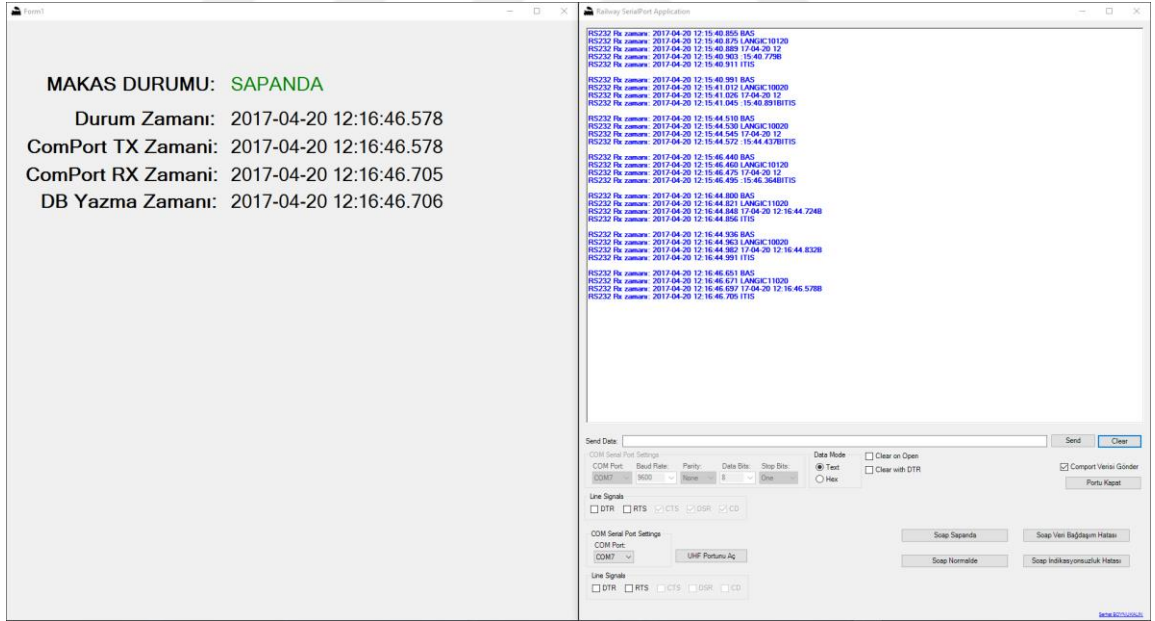 Form1
MAKAS DURUMU: SAPANDA
Durum Zamanı: 2017-04-20 12:16:46.578
ComPort TX Zamani: 2017-04-20 12:16:46.578
ComPort RX Zamani: 2017-04-20 12:16:46.705
DB Yazma Zamanı: 2017-04-20 12:16:46.706
Railway SerialPort Application
RS232 Rx zamanı: 2017-04-20 12:15:40.855 BAS
RS232 Rx zamanı: 2017-04-20 12:15:40.875 LANGIC10120
RS232 Rx zamanı: 2017-04-20 12:15:40.889 17-04-20 12
RS232 Rx zamanı: 2017-04-20 12:15:40.903 :15:40.779B
RS232 Rx zamanı: 2017-04-20 12:15:40.911 ITIS
RS232 Rx zamanı: 2017-04-20 12:15:40.991 BAS
RS232 Rx zamanı: 2017-04-20 12:15:41.012 LANGIC10020
RS232 Rx zamanı: 2017-04-20 12:15:41.026 17-04-20 12
RS232 Rx zamanı: 2017-04-20 12:15:41.045 :15:40.891BITIS
RS232 Rx zamanı: 2017-04-20 12:15:44.510 BAS
RS232 Rx zamanı: 2017-04-20 12:15:44.530 LANGIC10020
RS232 Rx zamanı: 2017-04-20 12:15:44.545 17-04-20 12
RS232 Rx zamanı: 2017-04-20 12:15:44.572 :15:44.437BITIS
RS232 Rx zamanı: 2017-04-20 12:15:46.440 BAS
RS232 Rx zamanı: 2017-04-20 12:15:46.460 LANGIC10120
RS232 Rx zamanı: 2017-04-20 12:15:46.475 17-04-20 12
RS232 Rx zamanı: 2017-04-20 12:15:46.495 :15:46.364BITIS
RS232 Rx zamanı: 2017-04-20 12:16:44.800 BAS
RS232 Rx zamanı: 2017-04-20 12:16:44.821 LANGIC11020
RS232 Rx zamanı: 2017-04-20 12:16:44.848 17-04-20 12:16:44.724B
RS232 Rx zamanı: 2017-04-20 12:16:44.856 ITIS
RS232 Rx zamanı: 2017-04-20 12:16:44.936 BAS
RS232 Rx zamanı: 2017-04-20 12:16:44.963 LANGIC10020
RS232 Rx zamanı: 2017-04-20 12:16:44.982 17-04-20 12:16:44.832B
RS232 Rx zamanı: 2017-04-20 12:16:44.991 ITIS
RS232 Rx zamanı: 2017-04-20 12:16:46.651 BAS
RS232 Rx zamanı: 2017-04-20 12:16:46.671 LANGIC11020
RS232 Rx zamanı: 2017-04-20 12:16:46.697 17-04-20 12:16:46.578B
RS232 Rx zamanı: 2017-04-20 12:16:46.705 ITIS
Send Data: Send Clear
COM Serial Port Settings Data Mode Clear on Open
COM Port: Baud Rate: Parity: Data Bits: Stop Bits: Text Clear with DTR Comport Verisi Gönder
COM7 9600 None 8 One Hex Portu Kapat
Line Signals
DTR RTS CTS DSR CD
COM Serial Port Settings Soap Sapanda Soap Veri Bağdaşım Hatası
COM Port:
COM7 UHF Portunu Aç Soap Normalde Soap İndikasyonsuzluk Hatası
Line Signals
DTR RTS CTS DSR CD